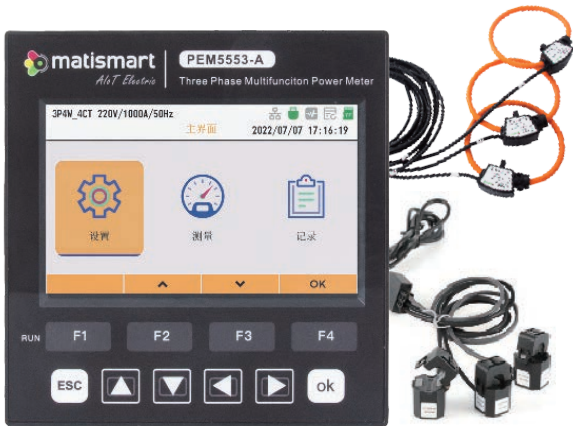 matismart
AIoT Electric
PEM5553-A
Three Phase Multifunciton Power Meter
3P4W_4CT 220V/1000A/50Hz
主界面
2022/07/07 17:16:19
设置
测量
记录
OK
RUN
F1
F2
F3
F4
ESC
ok